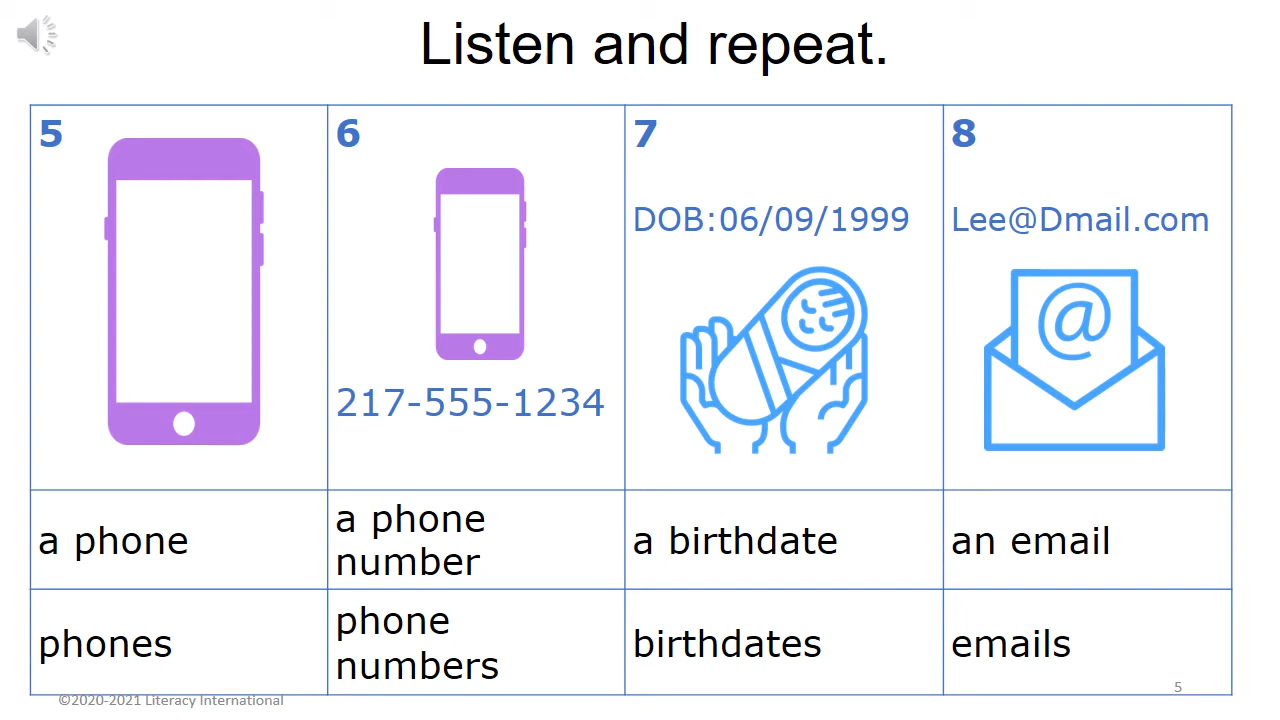 Listen and repeat.
5
6
217-555-1234
7
DOB:06/09/1999
8
Lee@Dmail.com
@
a phone
a phone
number
a birthdate
an email
phones
phone
numbers
birthdates
emails
©2020-2021 Literacy International
5